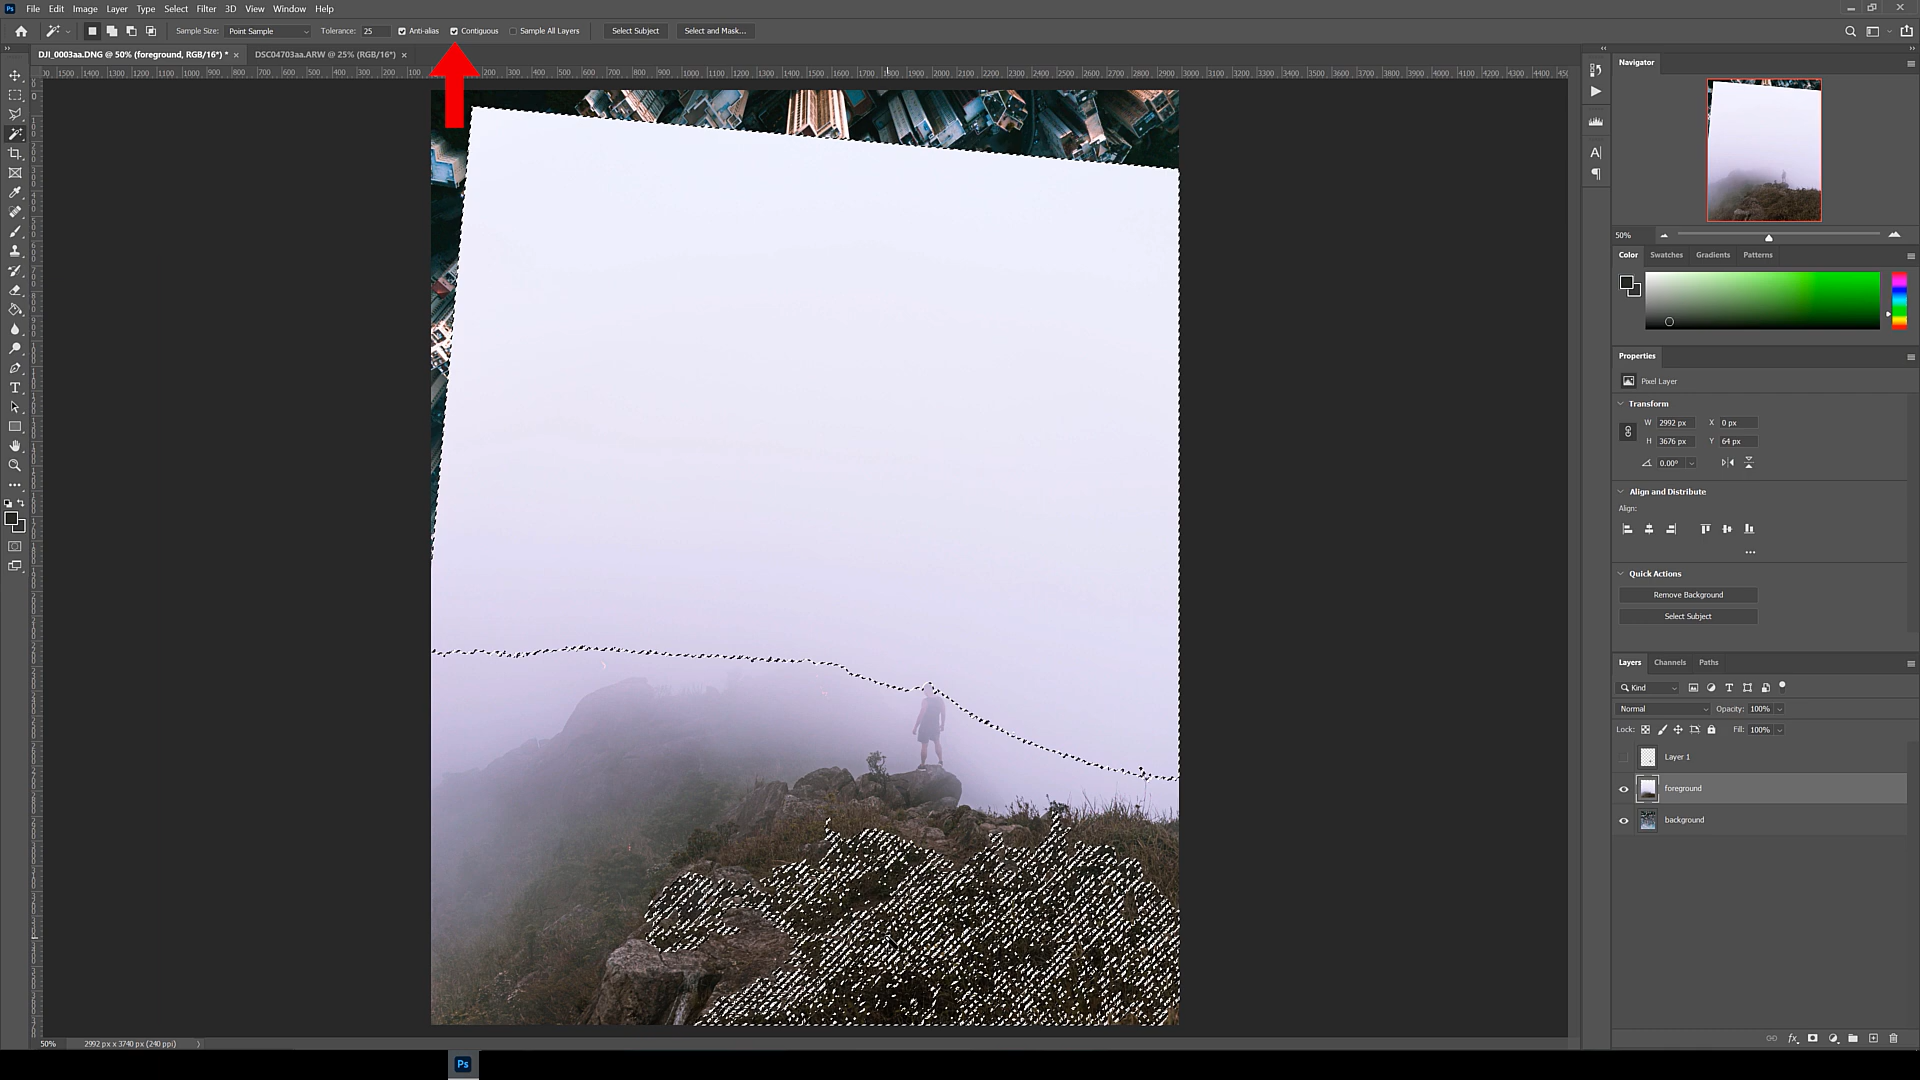 Ps File Edit Image Layer Type Select Filter 3D View Window Help
Sample Size: Point Sample Tolerance: 25 Anti-alias Contiguous Sample All Layers Select Subject Select and Mask...
DJI_0003aa.DNG @ 50% (foreground, RGB/16*) * × DSC04703aa.ARW @ 25% (RGB/16*) ×
Navigator
50%
Color Swatches Gradients Patterns
Properties
Pixel Layer
Transform
W 2992 px X 0 px
H 3676 px Y 64 px
0.00°
Align and Distribute
Align:
Quick Actions
Remove Background
Select Subject
Layers Channels Paths
Kind
Normal Opacity: 100%
Lock: Fill: 100%
Layer 1
foreground
background
fx
50% 2992 px x 3740 px (240 ppi)
Ps